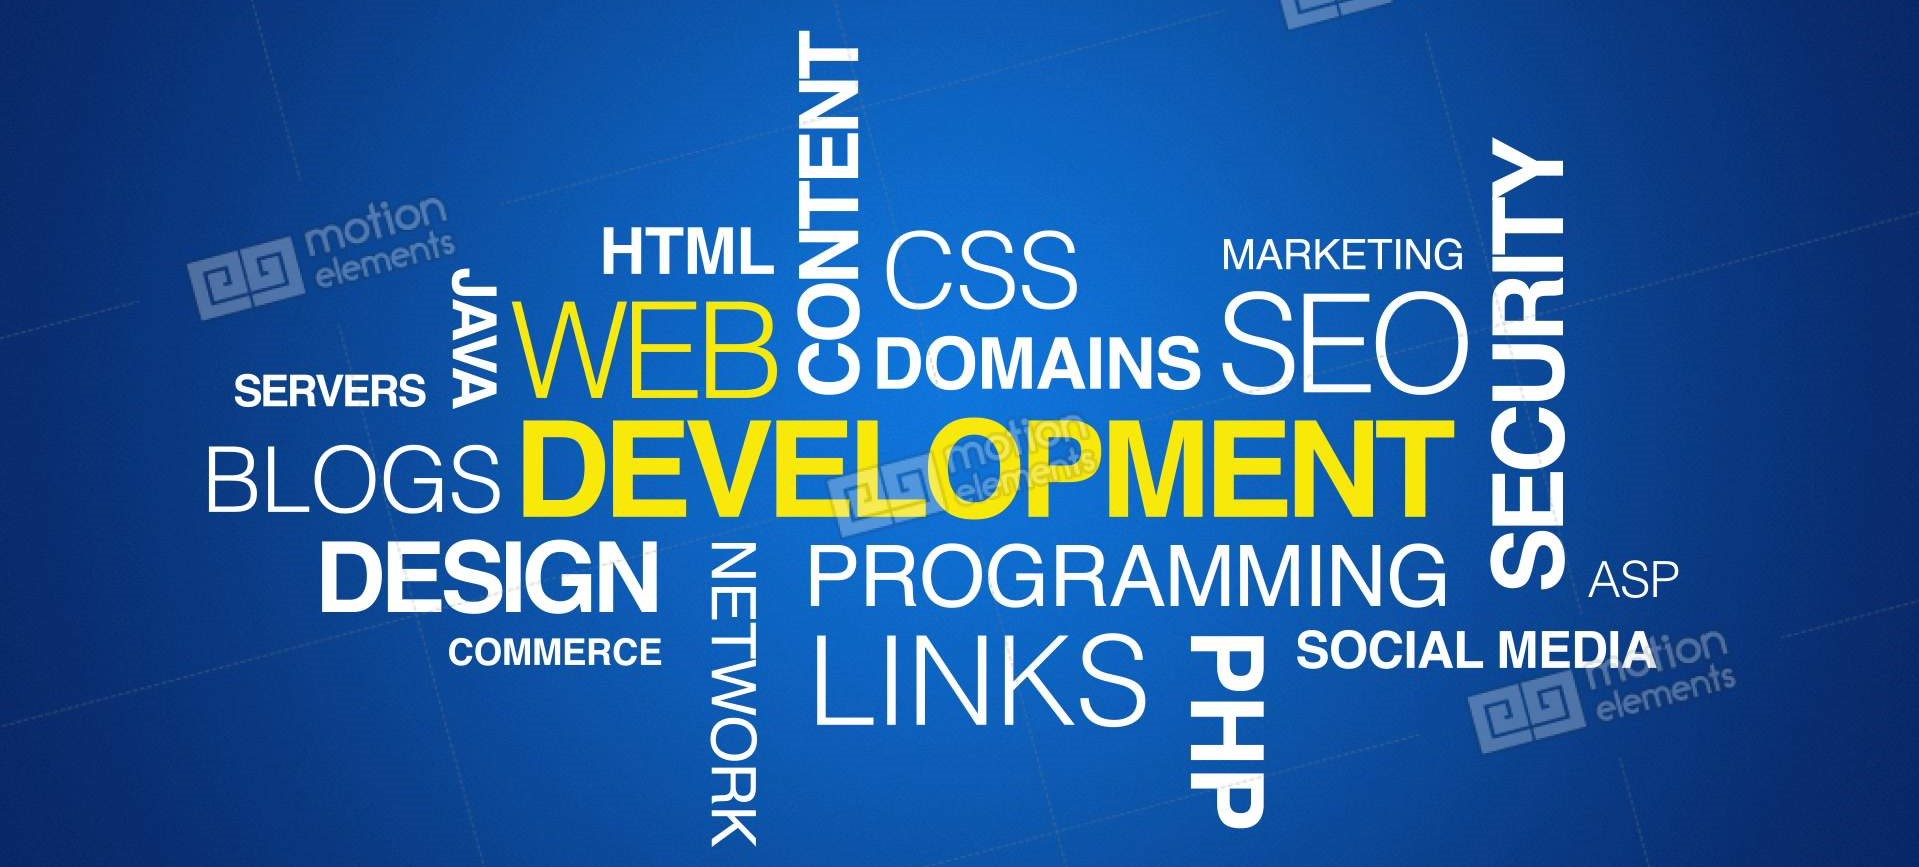 CONTENT
HTML
CSS
MARKETING
SECURITY
JAVA
WEB
DOMAINS
SEO
SERVERS
BLOGS
DEVELOPMENT
DESIGN
NETWORK
PROGRAMMING
ASP
COMMERCE
LINKS
PHP
SOCIAL MEDIA
motion
elements
motion
elements
motion
elements